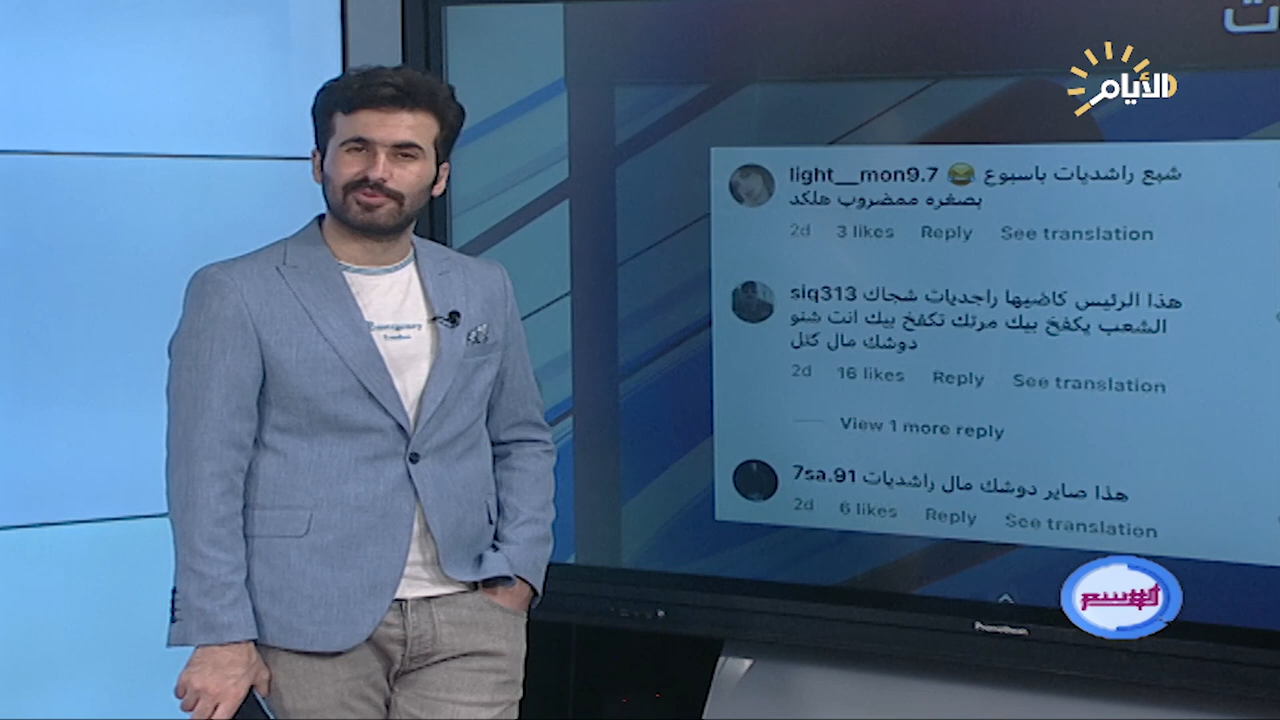 ت
الأيام
light__mon9.7 😂 شبع راشديات باسبوع
بصغره ممضروب هلكد
2d 3 likes Reply See translation
siq313 هذا الرئيس كاضيها راجديات شجاك
الشعب يكفخ بيك مرتك تكفخ بيك انت شنو
دوشك مال كتل
2d 16 likes Reply See translation
View 1 more reply
7sa.91 هذا صاير دوشك مال راشديات
2d 6 likes Reply See translation
Promethean